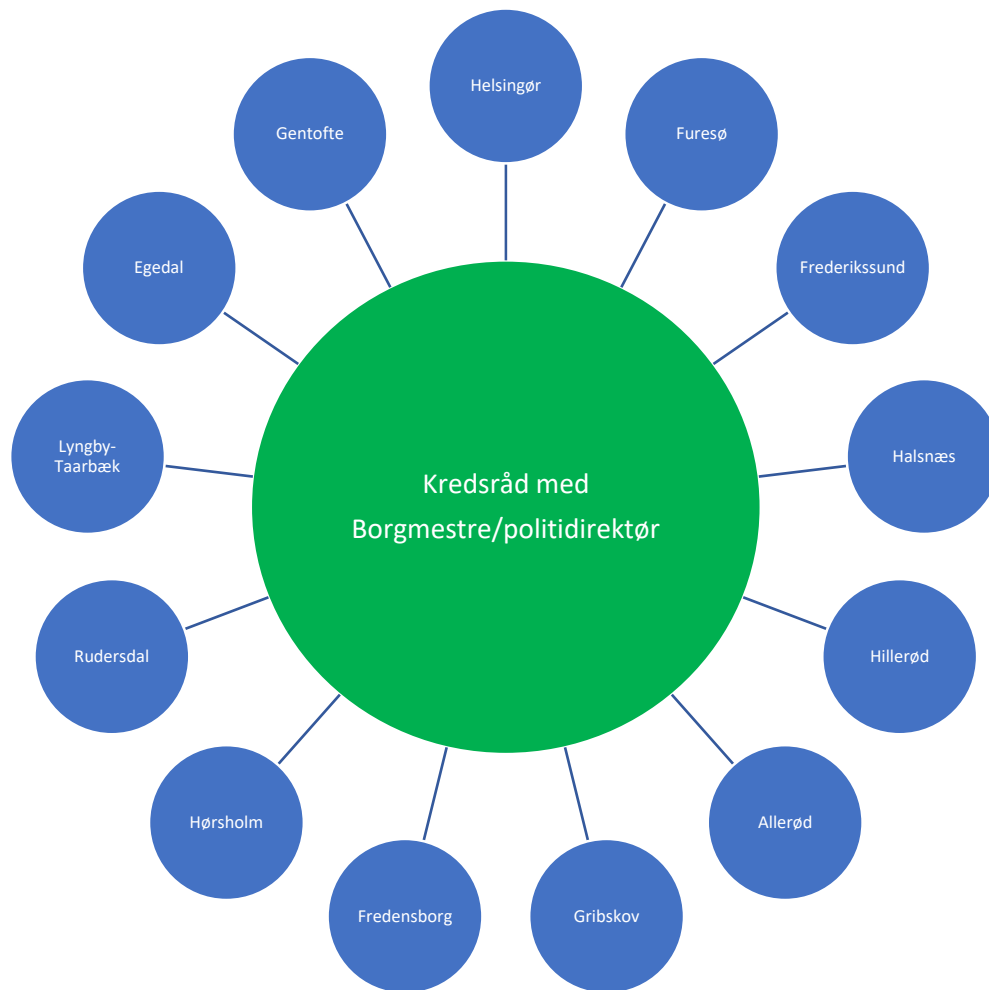 Helsingør
Furesø
Frederikssund
Halsnæs
Hillerød
Allerød
Gribskov
Fredensborg
Hørsholm
Rudersdal
Lyngby-
Taarbæk
Egedal
Gentofte
Kredsråd med
Borgmestre/politidirektør